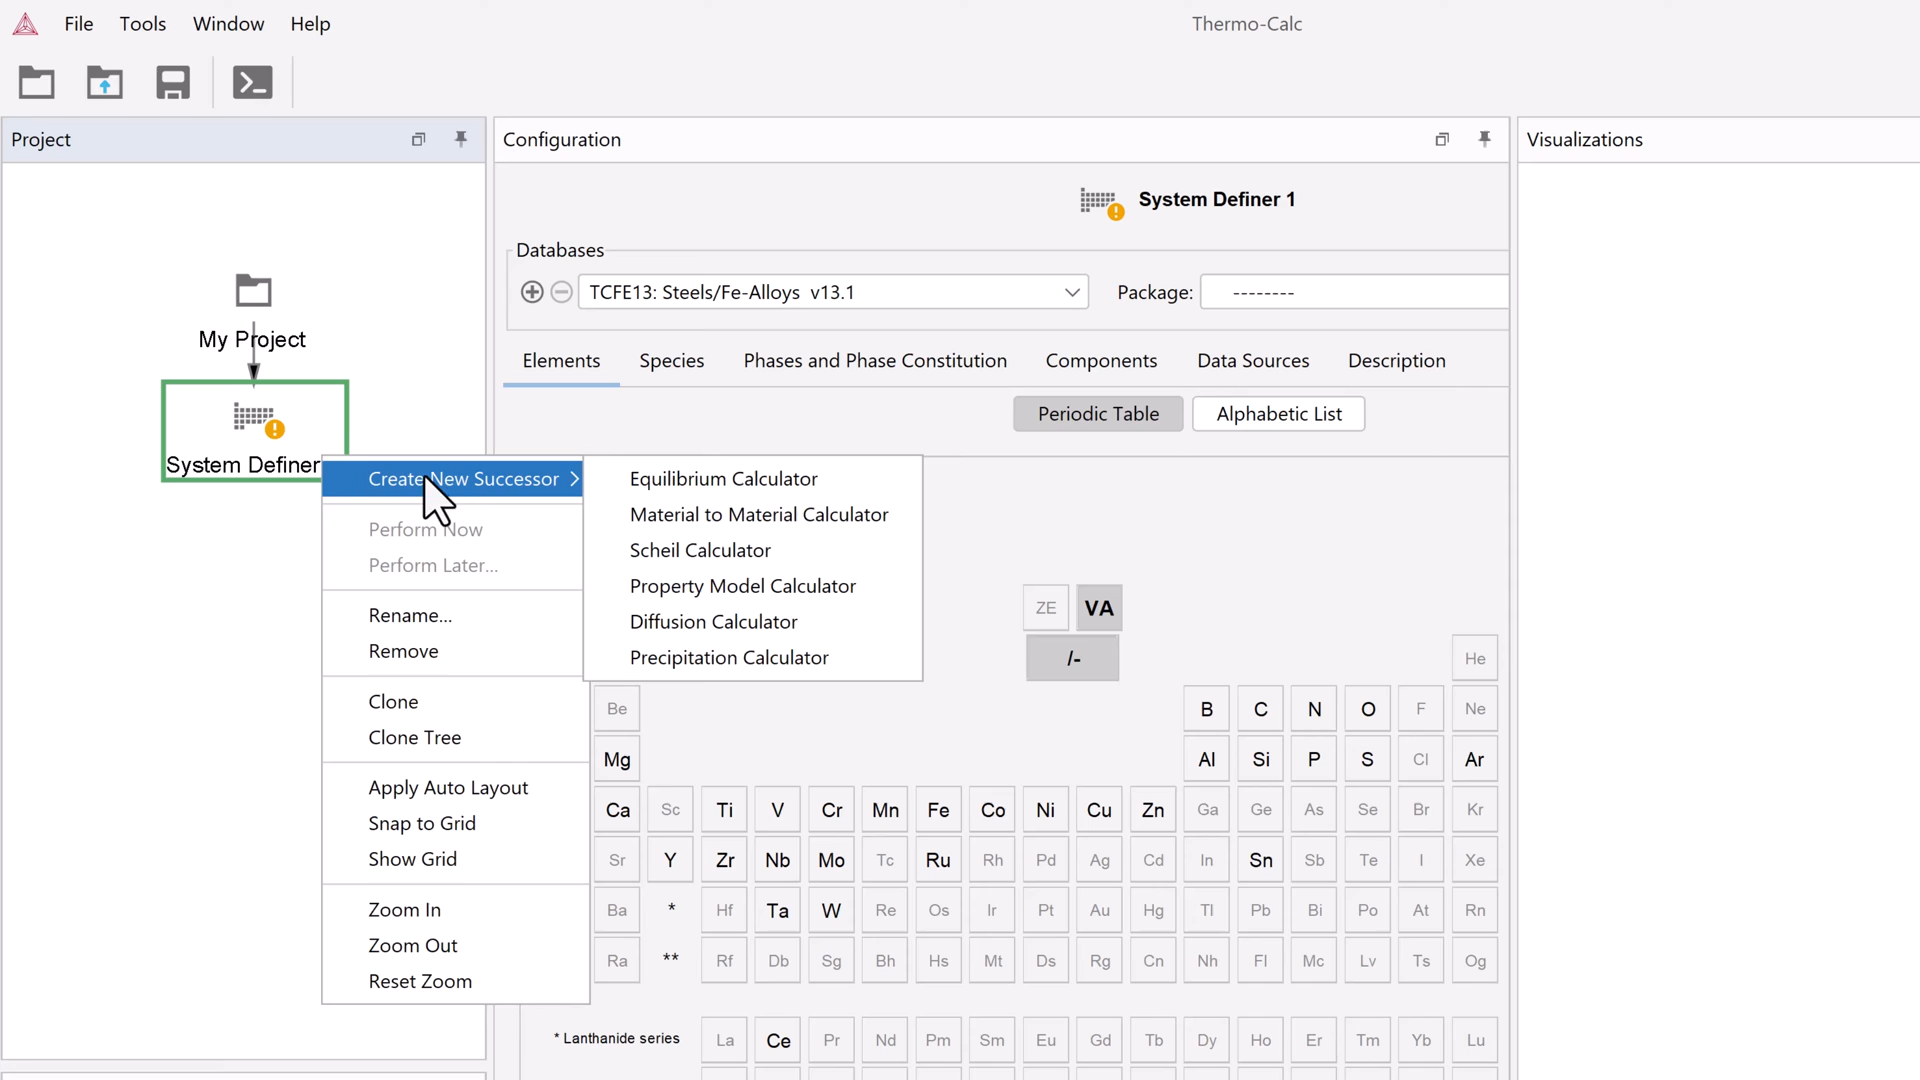 File Tools Window Help
Thermo-Calc
Project
Configuration
Visualizations
System Definer 1
Databases
TCFE13: Steels/Fe-Alloys v13.1
Package: --------
Elements Species Phases and Phase Constitution Components Data Sources Description
Periodic Table Alphabetic List
My Project
System Definer
Create New Successor
Perform Now
Perform Later...
Rename...
Remove
Clone
Clone Tree
Apply Auto Layout
Snap to Grid
Show Grid
Zoom In
Zoom Out
Reset Zoom
Equilibrium Calculator
Material to Material Calculator
Scheil Calculator
Property Model Calculator
Diffusion Calculator
Precipitation Calculator
ZE VA
/-
He
Be B C N O F Ne
Mg Al Si P S Cl Ar
Ca Sc Ti V Cr Mn Fe Co Ni Cu Zn Ga Ge As Se Br Kr
Sr Y Zr Nb Mo Tc Ru Rh Pd Ag Cd In Sn Sb Te I Xe
Ba * Hf Ta W Re Os Ir Pt Au Hg Tl Pb Bi Po At Rn
Ra ** Rf Db Sg Bh Hs Mt Ds Rg Cn Nh Fl Mc Lv Ts Og
* Lanthanide series La Ce Pr Nd Pm Sm Eu Gd Tb Dy Ho Er Tm Yb Lu